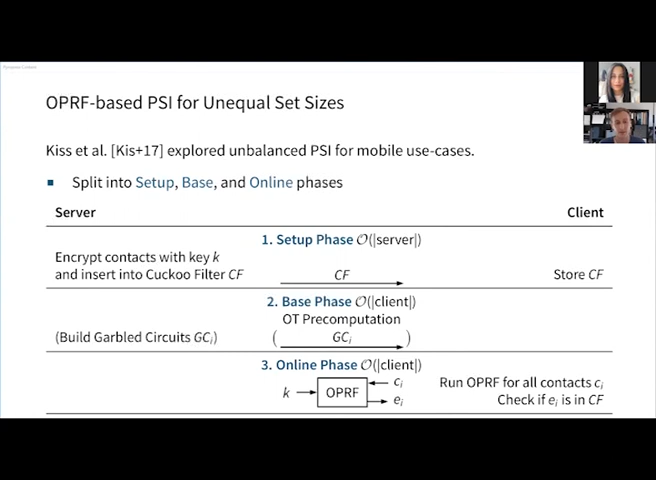 OPRF-based PSI for Unequal Set Sizes
Kiss et al. [Kis+17] explored unbalanced PSI for mobile use-cases.
Split into Setup, Base, and Online phases
Server Client
1. Setup Phase 𝒪(|server|)
Encrypt contacts with key k
and insert into Cuckoo Filter CF CF Store CF
2. Base Phase 𝒪(|client|)
OT Precomputation
(Build Garbled Circuits GCᵢ) ( GCᵢ )
3. Online Phase 𝒪(|client|)
k OPRF cᵢ Run OPRF for all contacts cᵢ
eᵢ Check if eᵢ is in CF